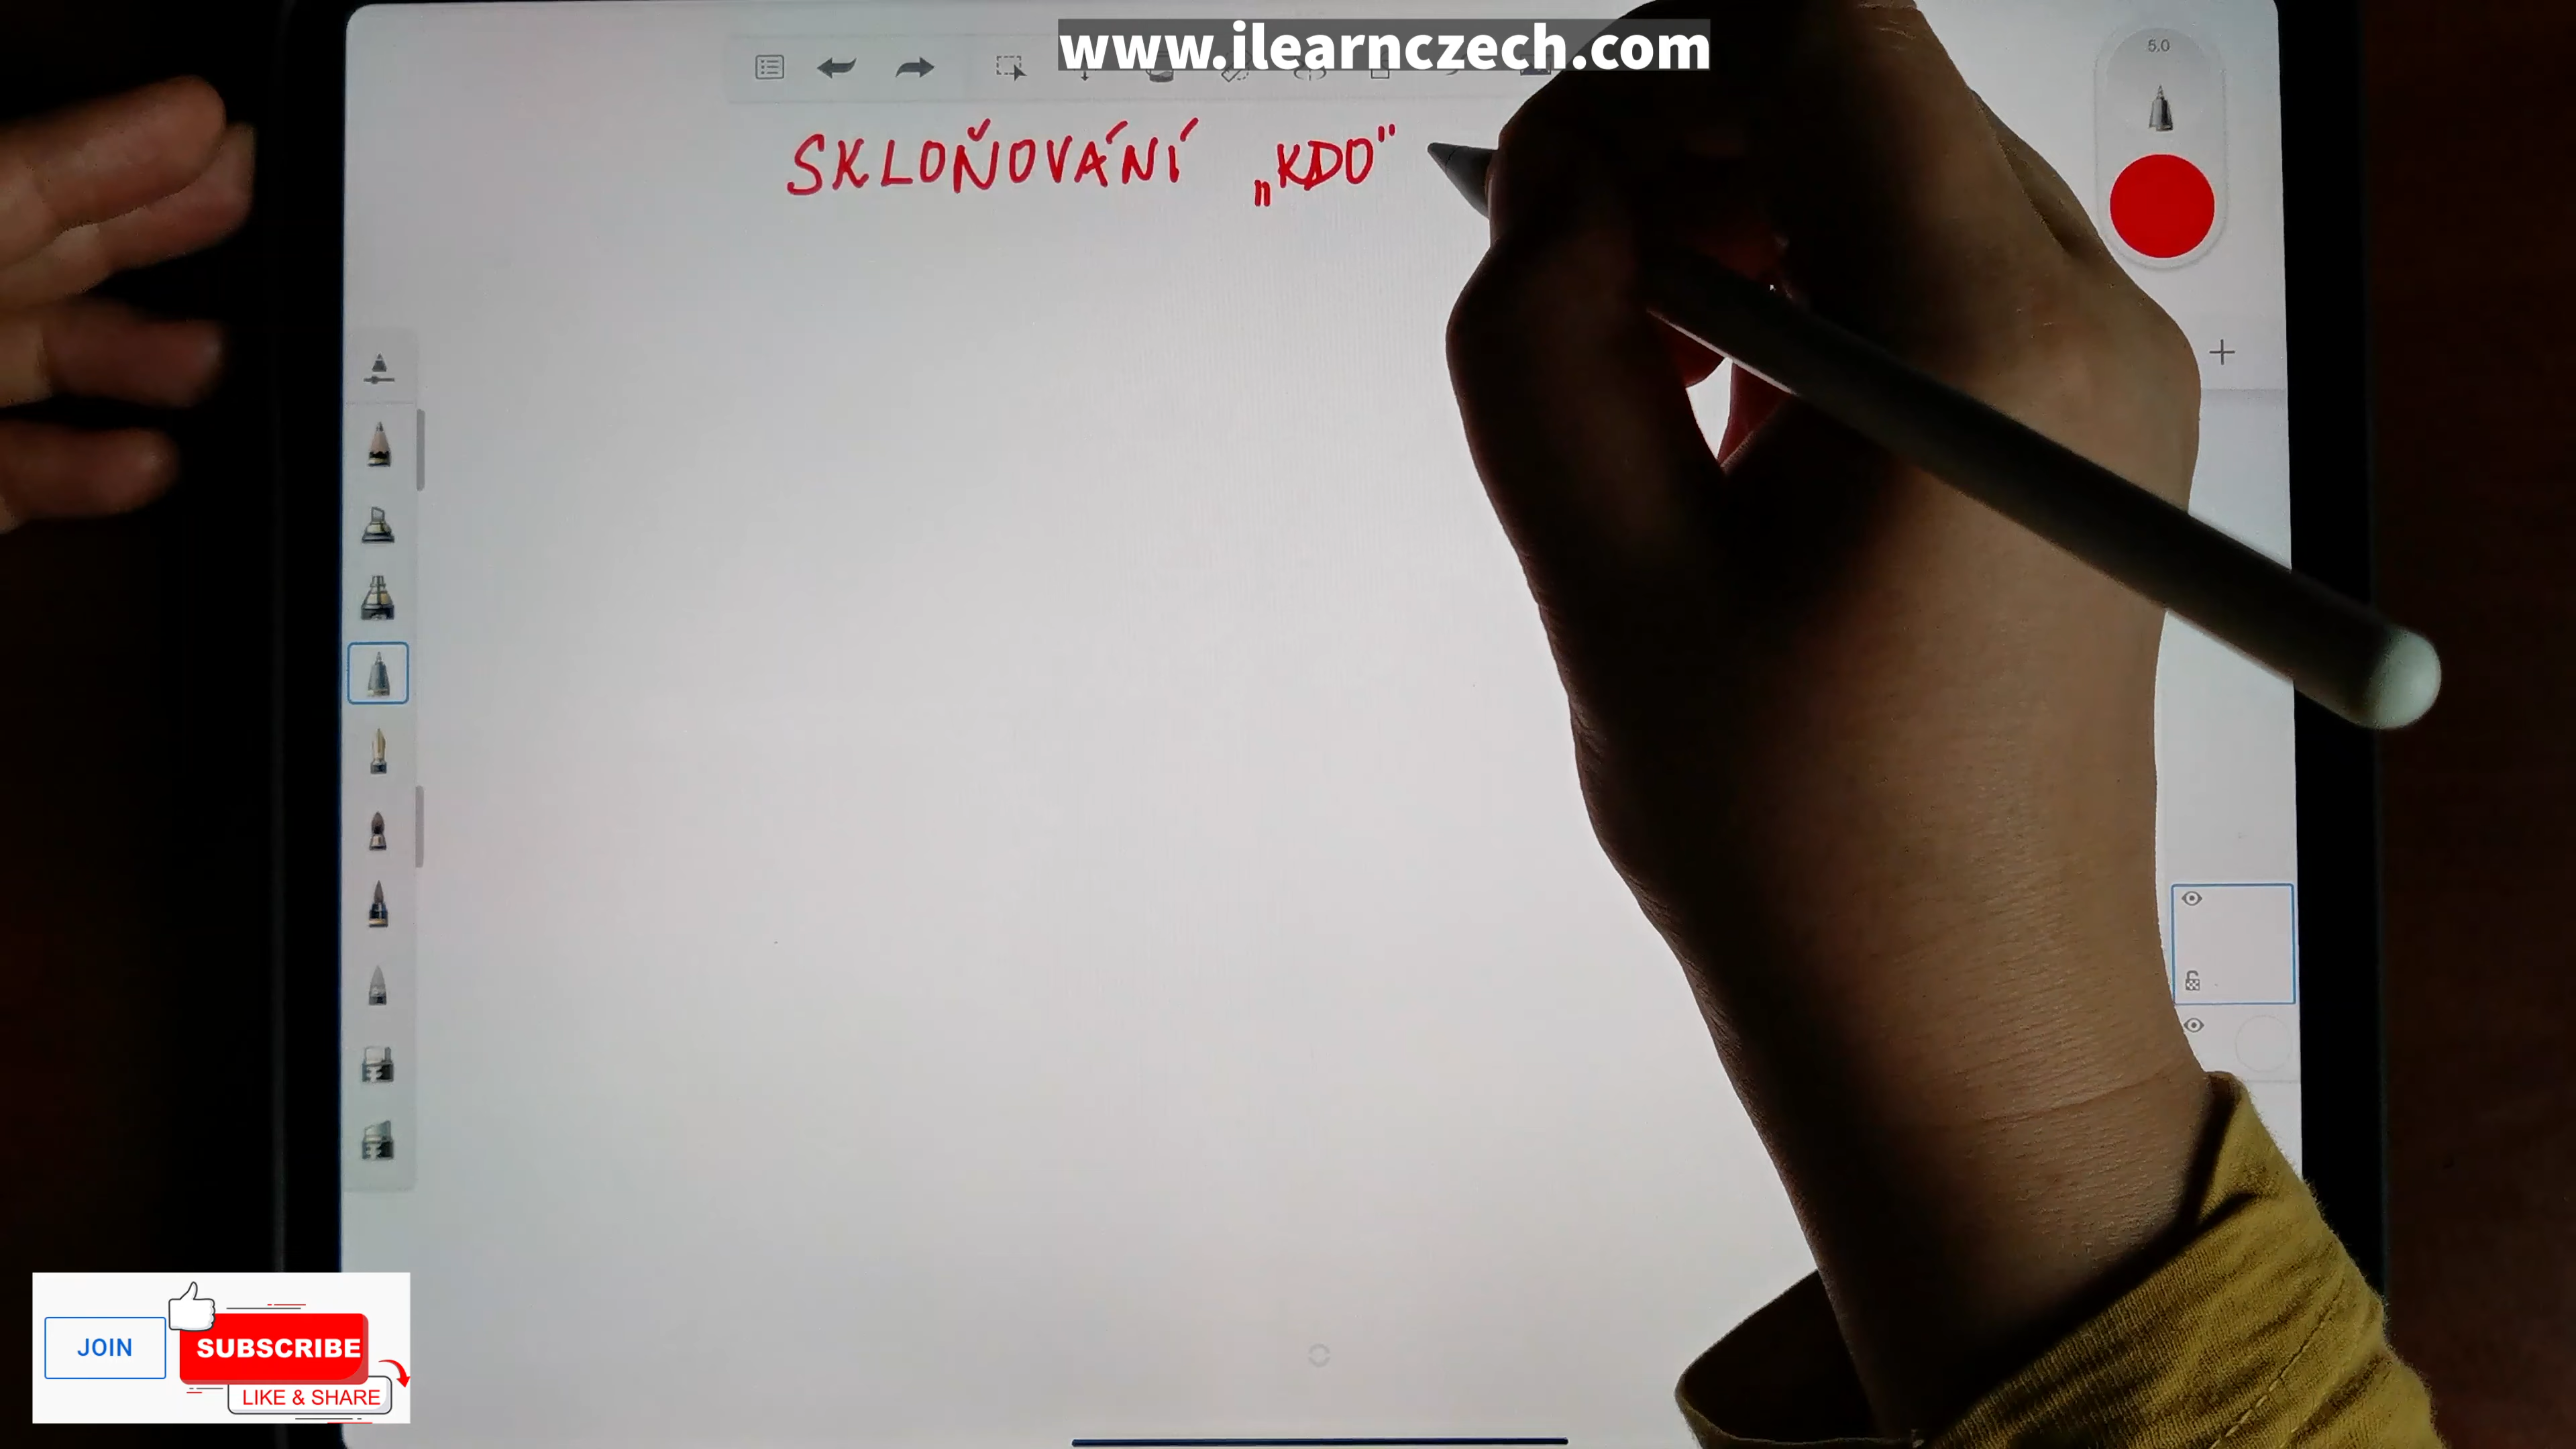 www.ilearnczech.com
5.0
SKLOŇOVÁNÍ „KDO"
JOIN
SUBSCRIBE
LIKE & SHARE